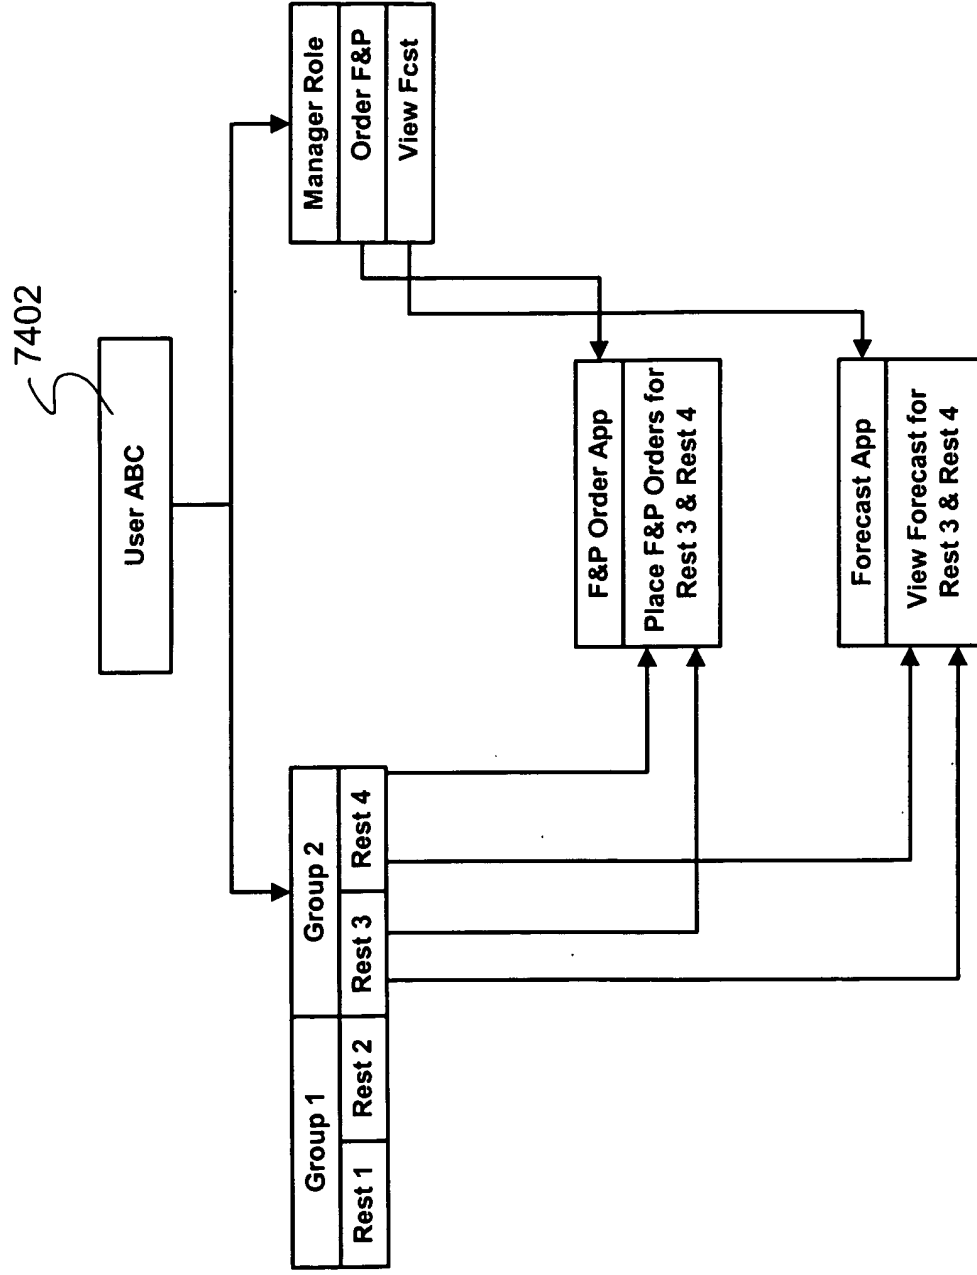 7402
User ABC
Group 1
Group 2
Rest 1
Rest 2
Rest 3
Rest 4
Manager Role
Order F&P
View Fcst
F&P Order App
Place F&P Orders for
Rest 3 & Rest 4
Forecast App
View Forecast for
Rest 3 & Rest 4